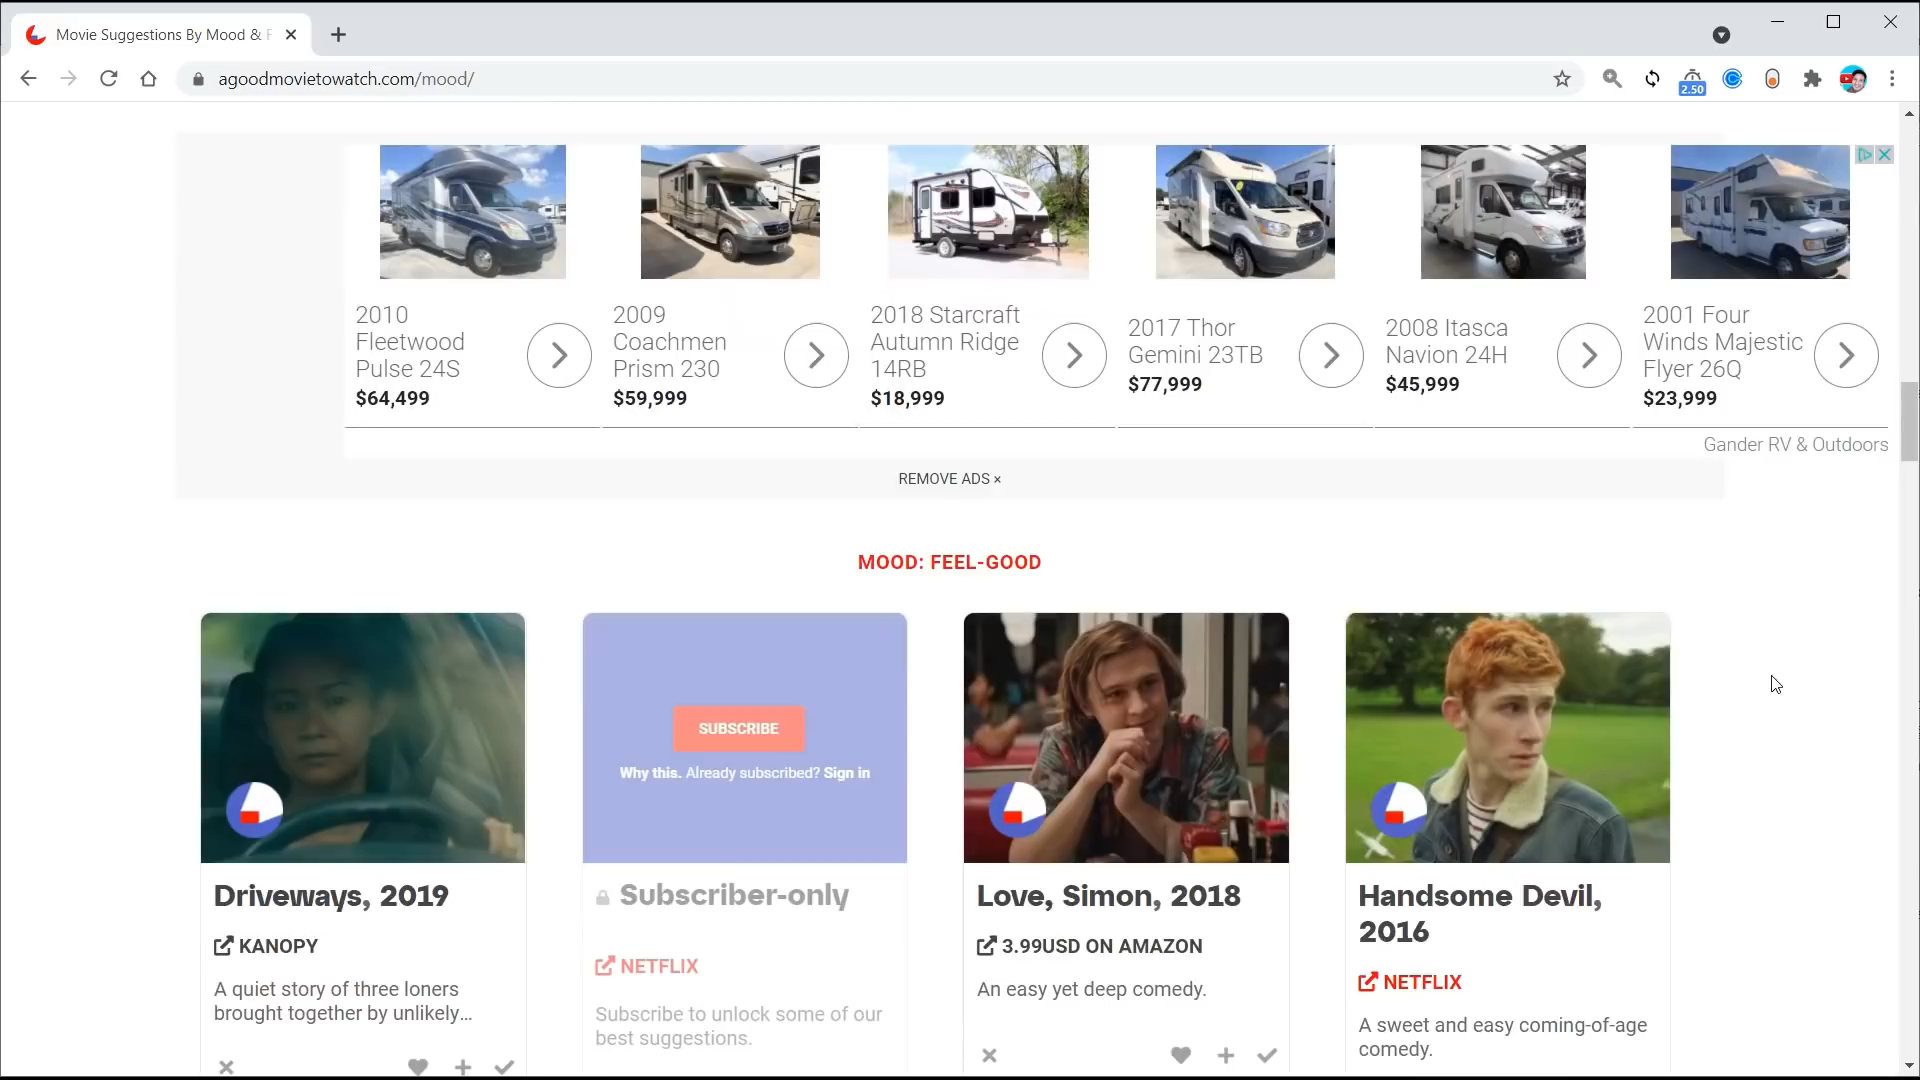 Movie Suggestions By Mood & F
agoodmovietowatch.com/mood/
2.50
2010
Fleetwood
Pulse 24S
$64,499
2009
Coachmen
Prism 230
$59,999
2018 Starcraft
Autumn Ridge
14RB
$18,999
2017 Thor
Gemini 23TB
$77,999
2008 Itasca
Navion 24H
$45,999
2001 Four
Winds Majestic
Flyer 26Q
$23,999
Gander RV & Outdoors
REMOVE ADS ×
MOOD: FEEL-GOOD
Driveways, 2019
KANOPY
A quiet story of three loners
brought together by unlikely...
SUBSCRIBE
Why this. Already subscribed? Sign in
Subscriber-only
NETFLIX
Subscribe to unlock some of our
best suggestions.
Love, Simon, 2018
3.99USD ON AMAZON
An easy yet deep comedy.
Handsome Devil,
2016
NETFLIX
A sweet and easy coming-of-age
comedy.